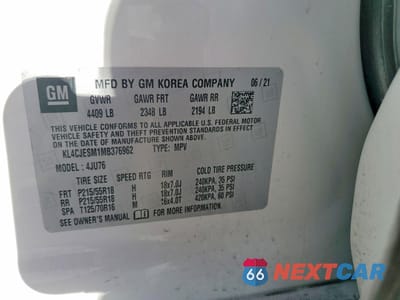 GM
MFD BY GM KOREA COMPANY 06/21
GVWR GAWR FRT GAWR RR
4409 LB 2348 LB 2194 LB
THIS VEHICLE CONFORMS TO ALL APPLICABLE U.S. FEDERAL MOTOR
VEHICLE SAFETY, BUMPER, AND THEFT PREVENTION STANDARDS IN
EFFECT ON THE DATE OF MANUFACTURE SHOWN ABOVE.
KL4CJESM1MB376962 TYPE: MPV
MODEL: 4JU76
TIRE SIZE SPEED RTG RIM COLD TIRE PRESSURE
FRT P215/55R18 H 18x7.0J 240KPA, 35 PSI
RR P215/55R18 H 18x7.0J 240KPA, 35 PSI
SPA T125/70R16 M 16x4.0T 420KPA, 60 PSI
SEE OWNER'S MANUAL FOR MORE INFORMATION.
66 NEXTCAR